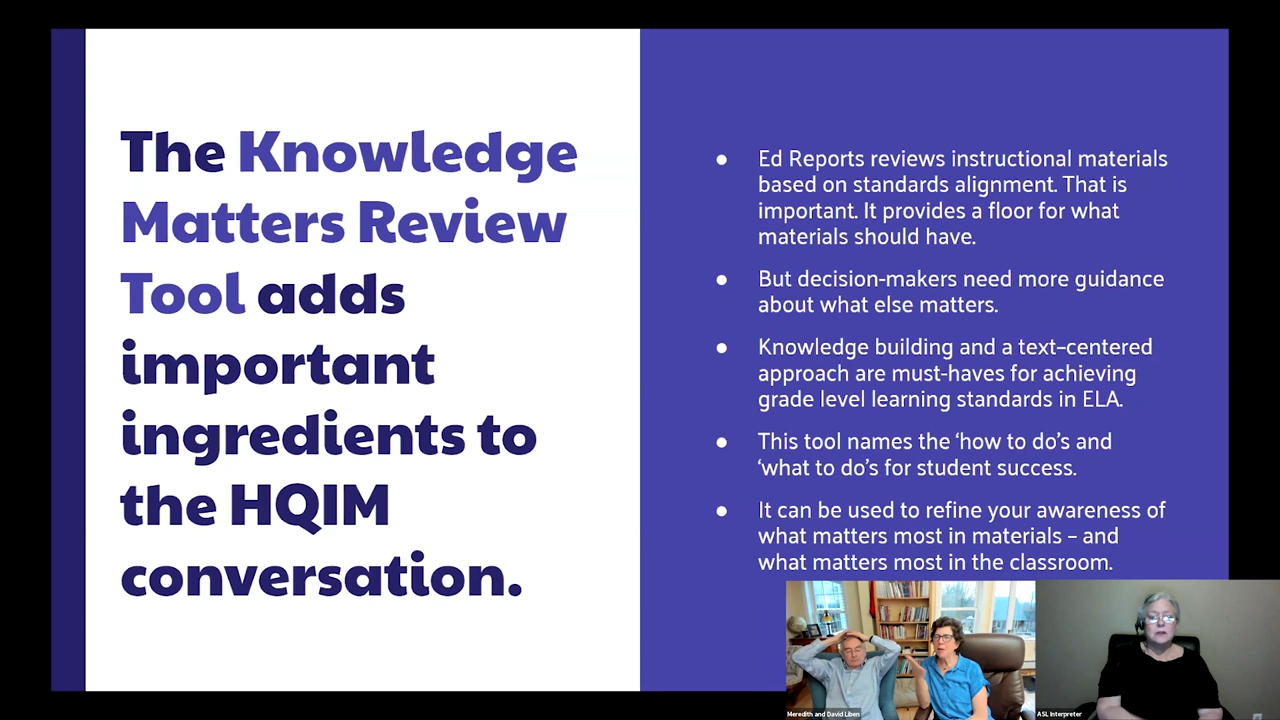 The Knowledge
Matters Review
Tool adds
important
ingredients to
the HQIM
conversation.
● Ed Reports reviews instructional materials
based on standards alignment. That is
important. It provides a floor for what
materials should have.
● But decision-makers need more guidance
about what else matters.
● Knowledge building and a text–centered
approach are must-haves for achieving
grade level learning standards in ELA.
● This tool names the ‘how to do’s and
‘what to do’s for student success.
● It can be used to refine your awareness of
what matters most in materials – and
what matters most in the classroom.
Meredith and David Liben
ASL Interpreter